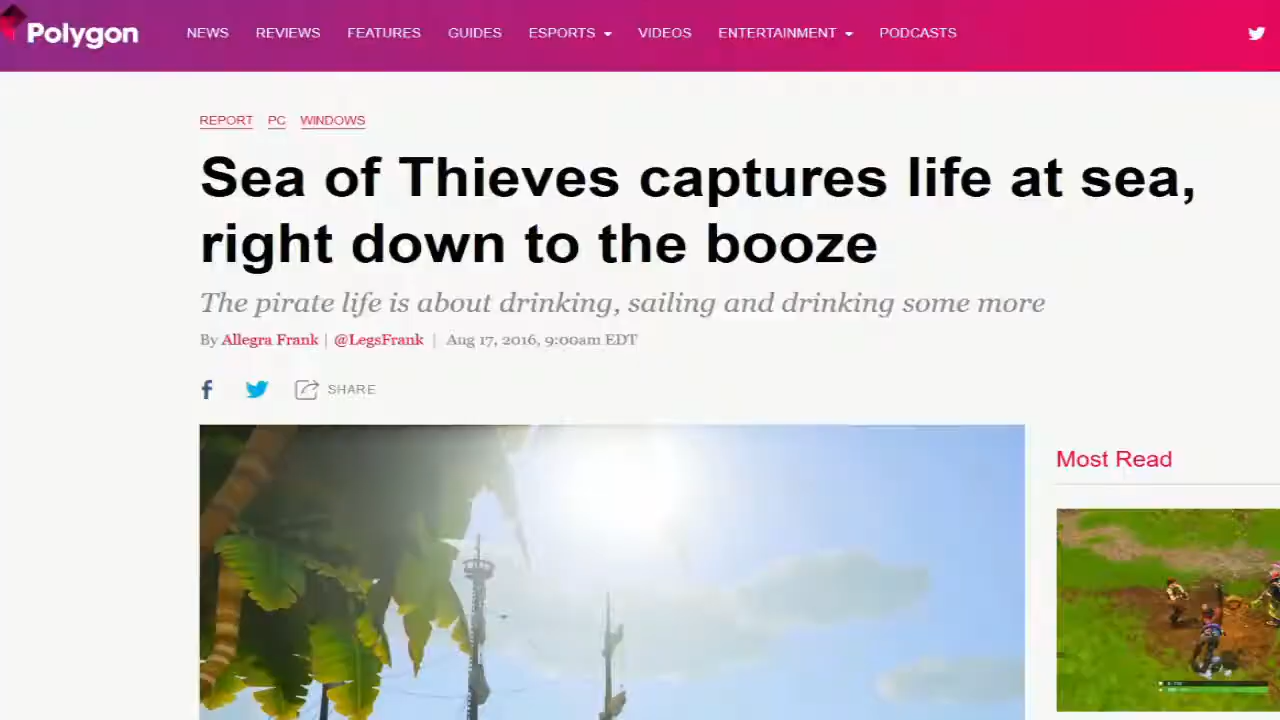 Polygon
NEWS REVIEWS FEATURES GUIDES ESPORTS VIDEOS ENTERTAINMENT PODCASTS
REPORT PC WINDOWS
Sea of Thieves captures life at sea,
right down to the booze
The pirate life is about drinking, sailing and drinking some more
By Allegra Frank | @LegsFrank | Aug 17, 2016, 9:00am EDT
SHARE
Most Read